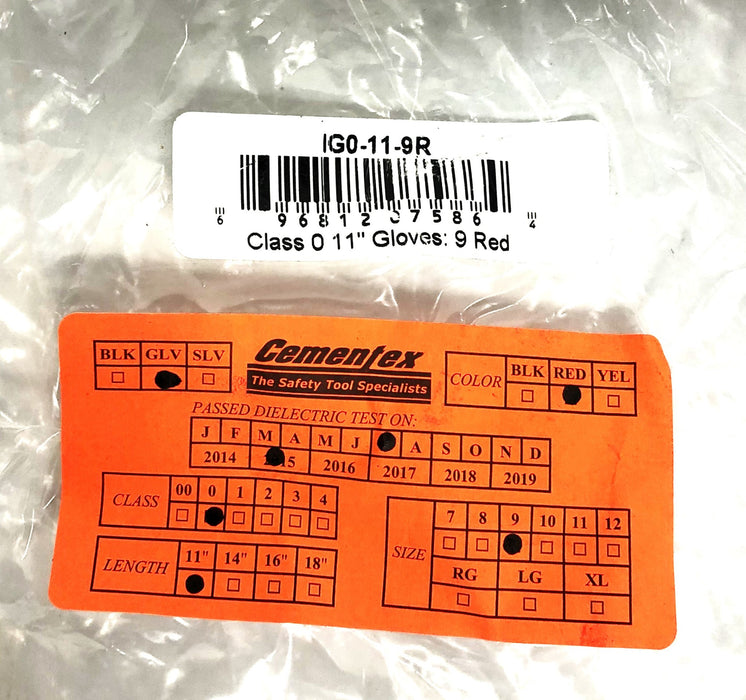 IG0-11-9R
6 96812 07586 4
Class 0 11" Gloves: 9 Red
BLK GLV SLV
Cementex
The Safety Tool Specialists
COLOR BLK RED YEL
PASSED DIELECTRIC TEST ON:
J F M A M J A S O N D
2014 2016 2017 2018 2019
CLASS 00 0 1 2 3 4
LENGTH 11" 14" 16" 18"
SIZE 7 8 9 10 11 12
RG LG XL